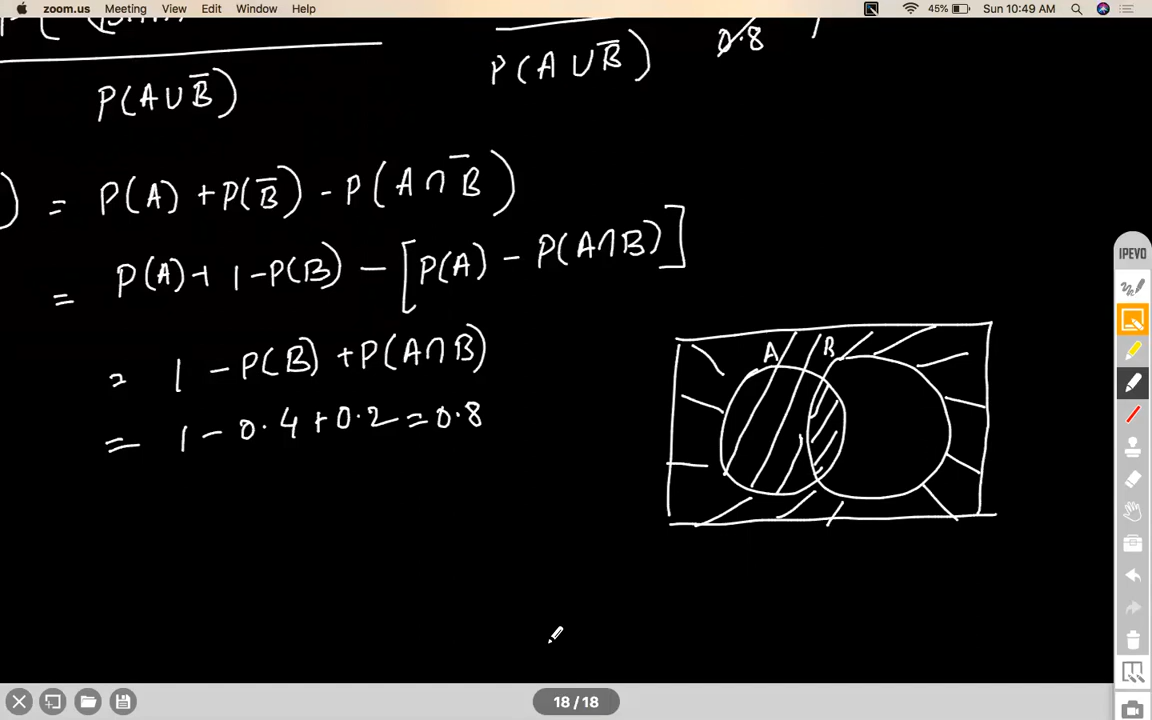 zoom.us Meeting View Edit Window Help 45% Sun 10:49 AM
P(A∪B̅) P(A∪B̅) 0.8
= P(A) + P(B̅) - P(A∩B̅)
= P(A) + 1 - P(B) - [P(A) - P(A∩B)]
= 1 - P(B) + P(A∩B)
= 1 - 0.4 + 0.2 = 0.8
A B
IPEVO
18 / 18